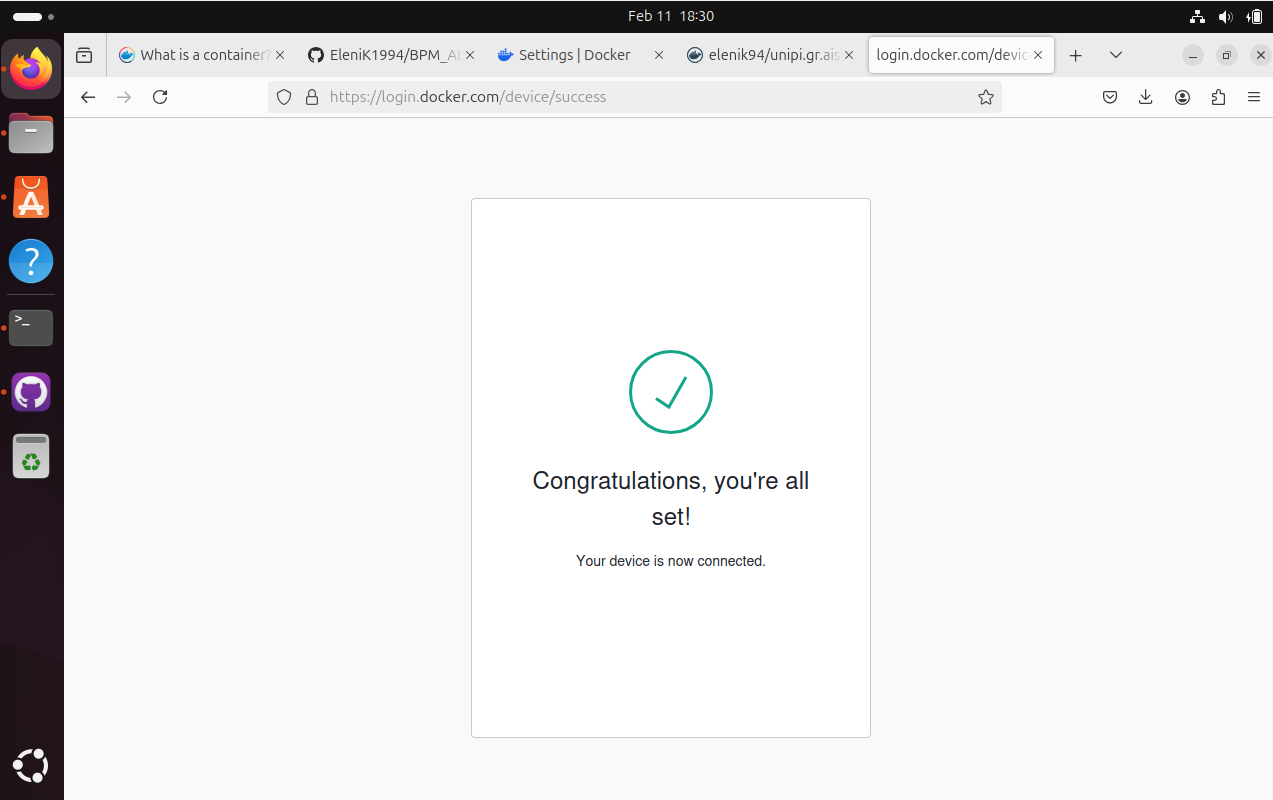 Feb 11 18:30
What is a container?
EleniK1994/BPM_A
Settings | Docker
elenik94/unipi.gr.ais
login.docker.com/devic
https://login.docker.com/device/success
>_
?
Congratulations, you're all
set!
Your device is now connected.